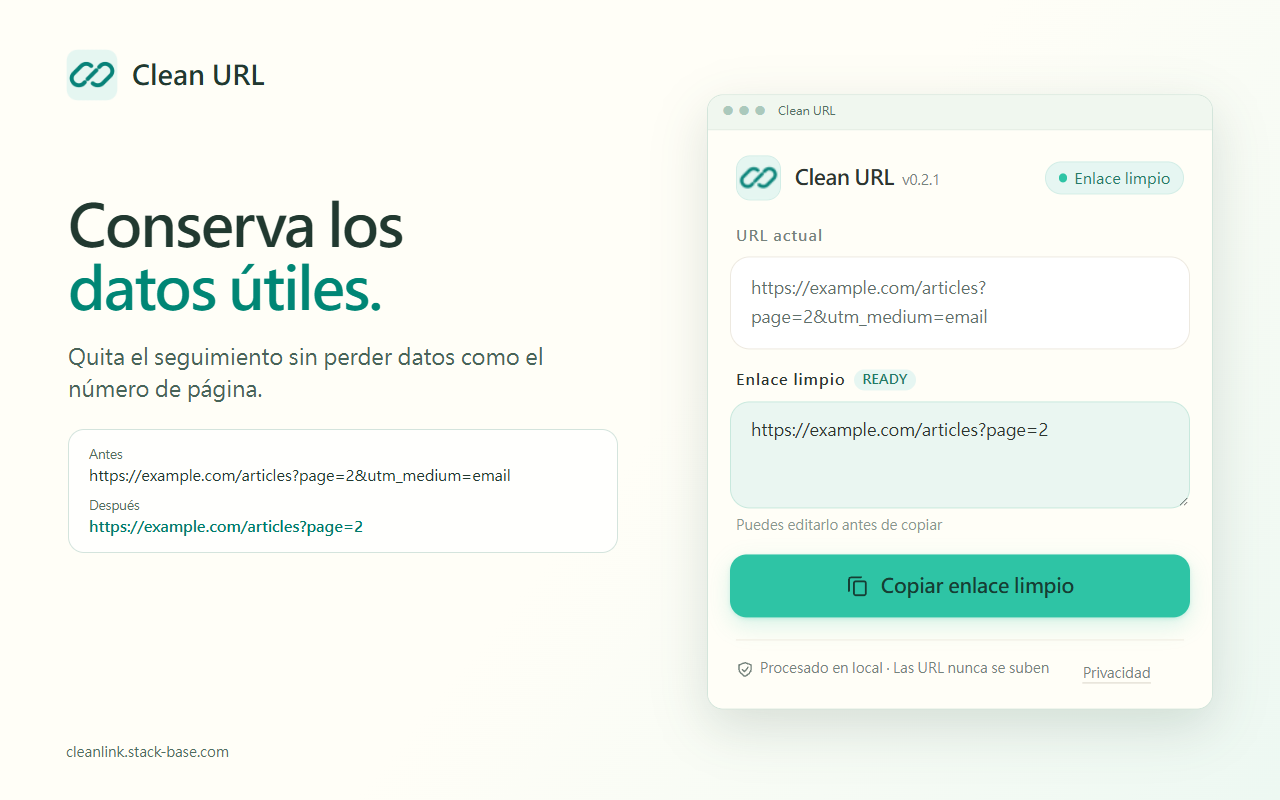 Clean URL
Conserva los
datos útiles.
Quita el seguimiento sin perder datos como el
número de página.
Antes
https://example.com/articles?page=2&utm_medium=email
Después
https://example.com/articles?page=2
cleanlink.stack-base.com
Clean URL
Clean URL v0.2.1
Enlace limpio
URL actual
https://example.com/articles?
page=2&utm_medium=email
Enlace limpio READY
https://example.com/articles?page=2
Puedes editarlo antes de copiar
Copiar enlace limpio
Procesado en local · Las URL nunca se suben
Privacidad